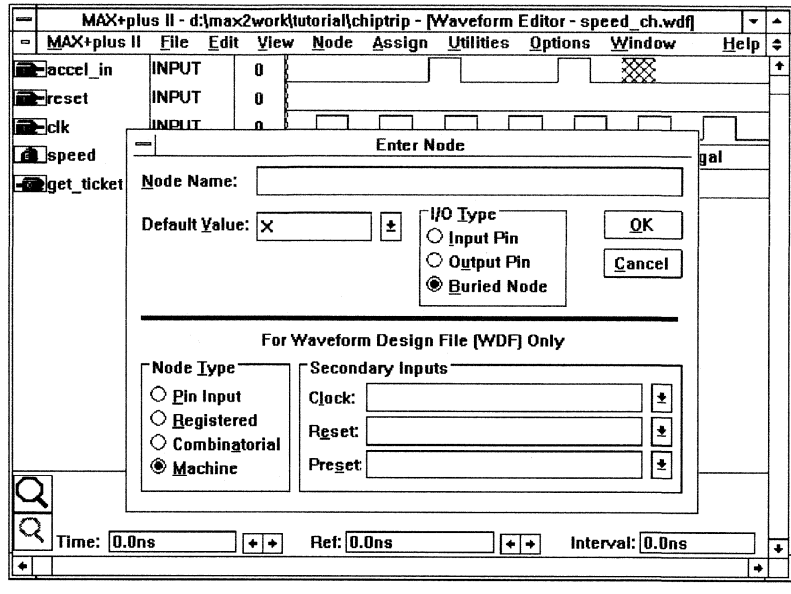 MAX+plus II - d:\max2work\tutorial\chiptrip - [Waveform Editor - speed_ch.wdf]
MAX+plus II File Edit View Node Assign Utilities Options Window Help
accel_in INPUT 0
reset INPUT 0
clk INPUT 0
speed gal
get_ticket
Enter Node
Node Name:
Default Value: X
I/O Type
Input Pin
Output Pin
Buried Node
OK
Cancel
For Waveform Design File (WDF) Only
Node Type
Pin Input
Registered
Combinatorial
Machine
Secondary Inputs
Clock:
Reset:
Preset:
Time: 0.0ns Ref: 0.0ns Interval: 0.0ns